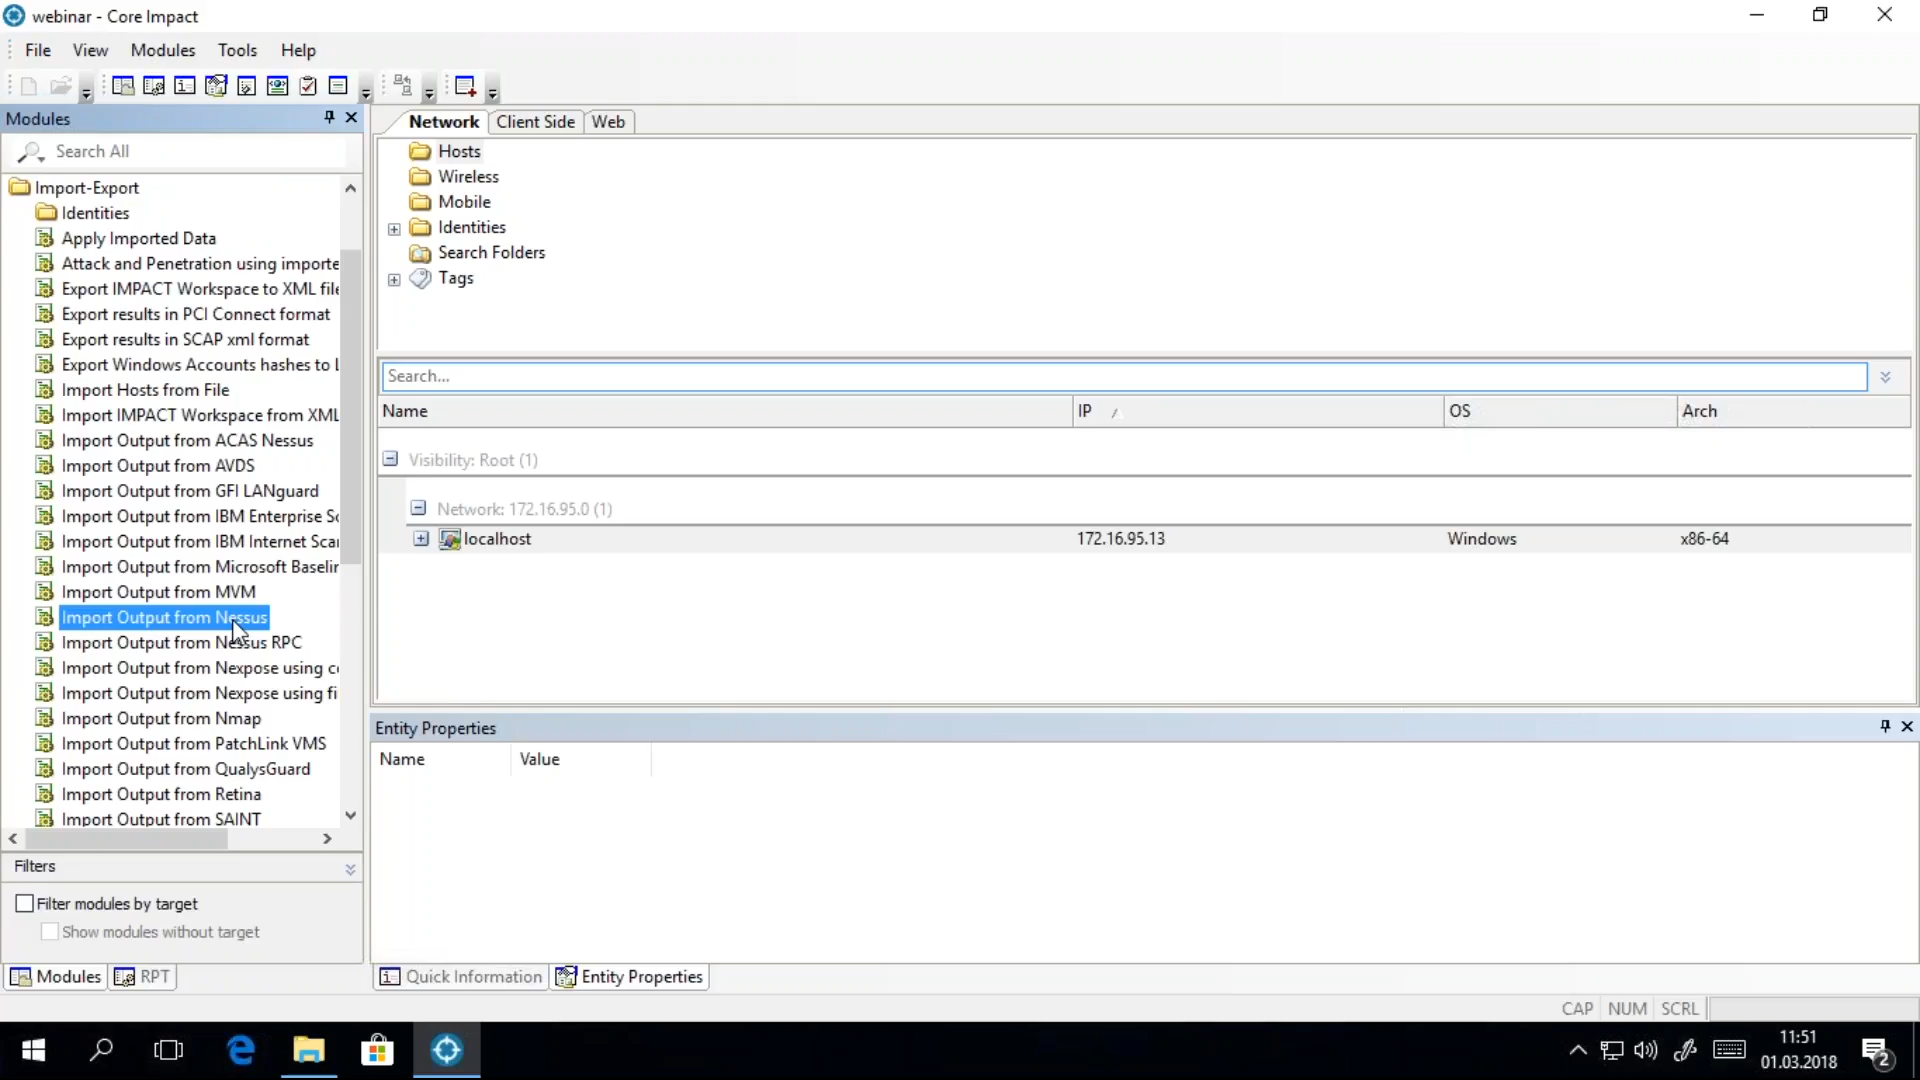 webinar - Core Impact
File View Modules Tools Help
Modules
Search All
Import-Export
Identities
Apply Imported Data
Attack and Penetration using importe
Export IMPACT Workspace to XML file
Export results in PCI Connect format
Export results in SCAP xml format
Export Windows Accounts hashes to L
Import Hosts from File
Import IMPACT Workspace from XML
Import Output from ACAS Nessus
Import Output from AVDS
Import Output from GFI LANguard
Import Output from IBM Enterprise Sc
Import Output from IBM Internet Scan
Import Output from Microsoft Baselin
Import Output from MVM
Import Output from Nessus
Import Output from Nessus RPC
Import Output from Nexpose using co
Import Output from Nexpose using fi
Import Output from Nmap
Import Output from PatchLink VMS
Import Output from QualysGuard
Import Output from Retina
Import Output from SAINT
Filters
Filter modules by target
Show modules without target
Modules RPT
Network Client Side Web
Hosts
Wireless
Mobile
Identities
Search Folders
Tags
Search...
Name IP OS Arch
Visibility: Root (1)
Network: 172.16.95.0 (1)
localhost 172.16.95.13 Windows x86-64
Entity Properties
Name Value
Quick Information Entity Properties
CAP NUM SCRL
11:51
01.03.2018
2